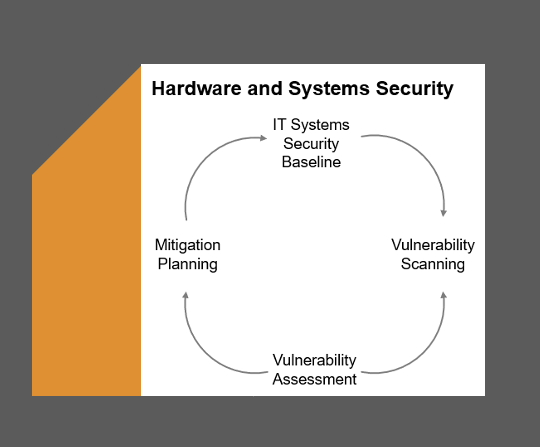 Hardware and Systems Security
IT Systems
Security
Baseline
Mitigation
Planning
Vulnerability
Scanning
Vulnerability
Assessment